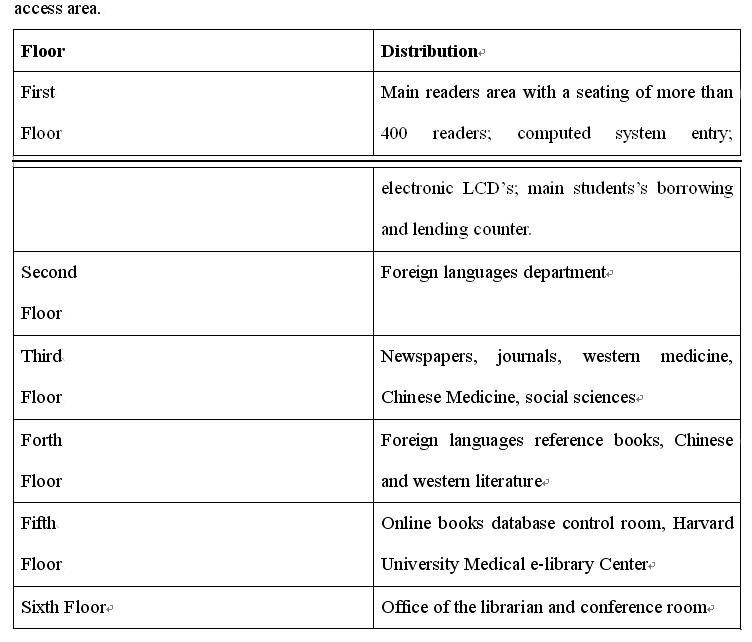 access area.
Floor Distribution
First Main readers area with a seating of more than
Floor 400 readers; computed system entry;
electronic LCD's; main students's borrowing
and lending counter.
Second Foreign languages department
Floor
Third Newspapers, journals, western medicine,
Floor Chinese Medicine, social sciences
Forth Foreign languages reference books, Chinese
Floor and western literature
Fifth Online books database control room, Harvard
Floor University Medical e-library Center
Sixth Floor Office of the librarian and conference room